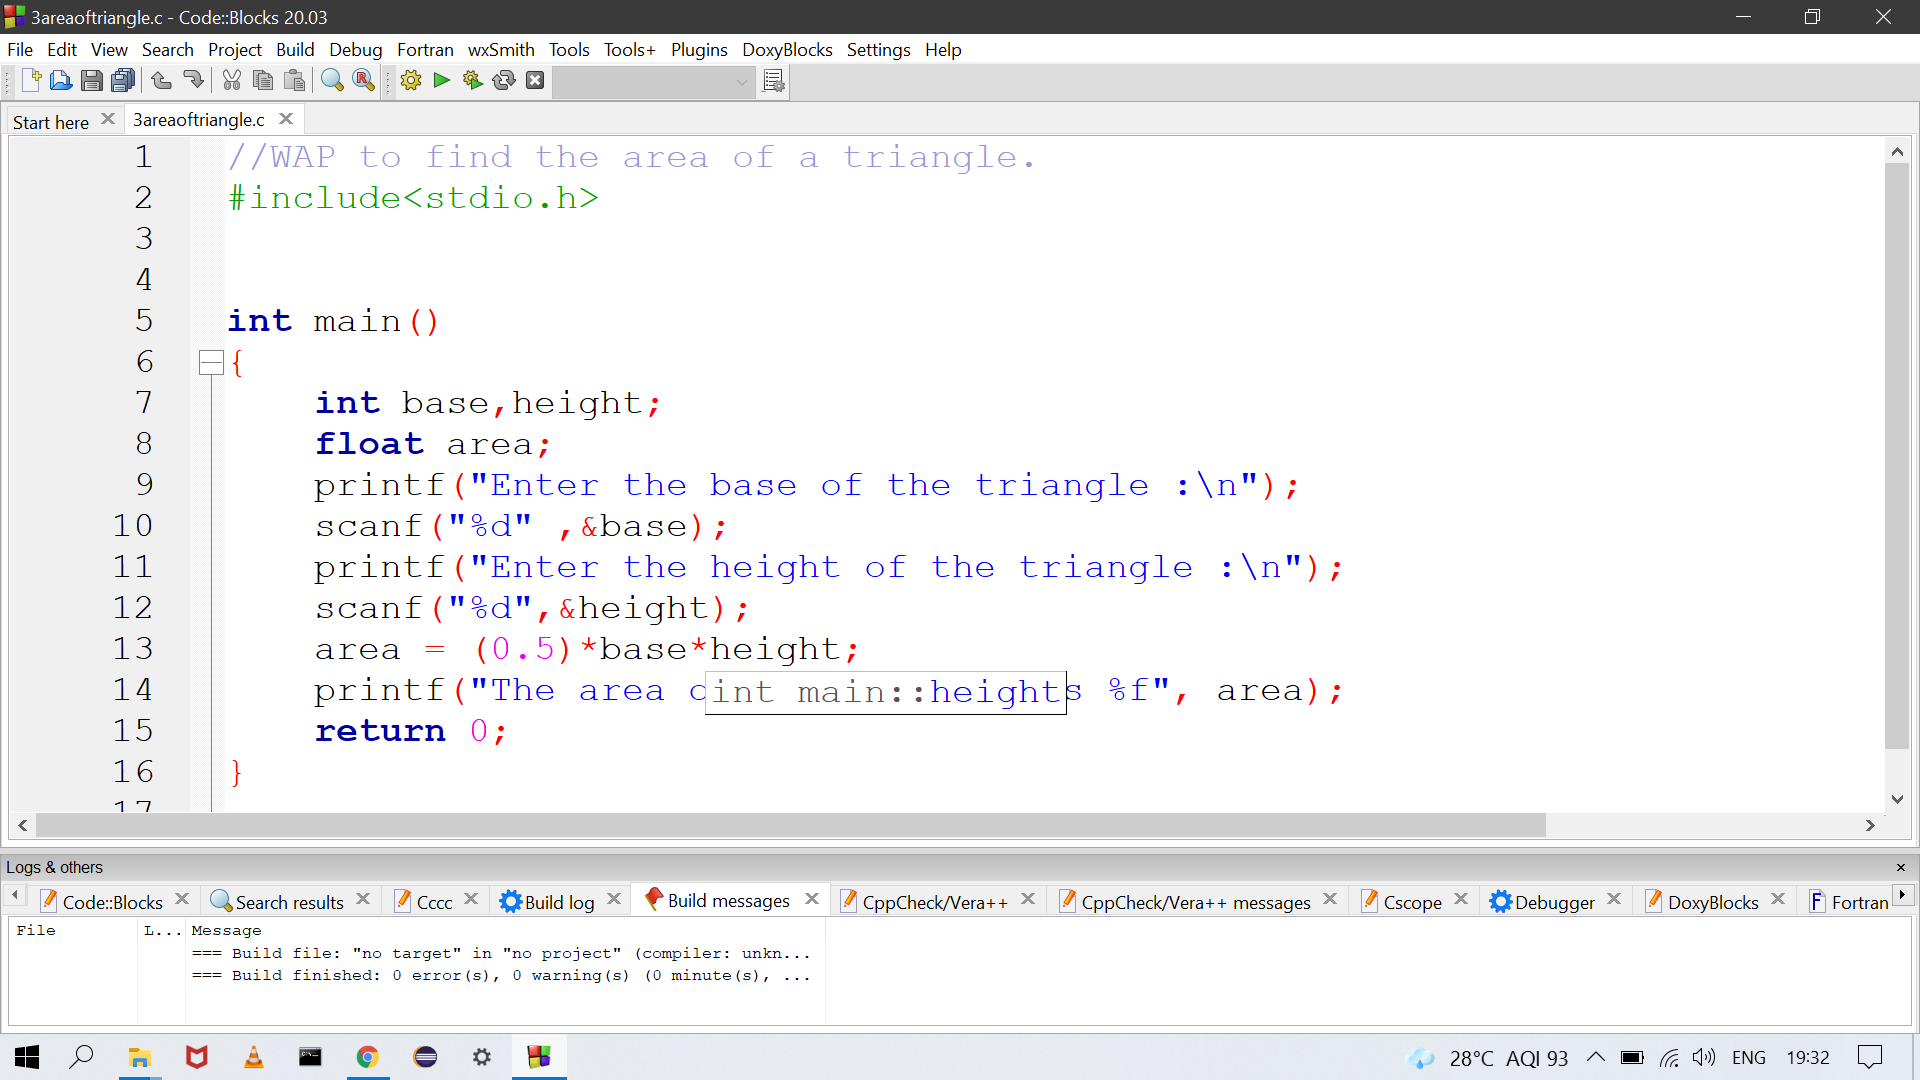 3areaoftriangle.c - Code::Blocks 20.03
File Edit View Search Project Build Debug Fortran wxSmith Tools Tools+ Plugins DoxyBlocks Settings Help
Start here 3areaoftriangle.c
1 //WAP to find the area of a triangle.
2 #include<stdio.h>
3
4
5 int main()
6 {
7 int base,height;
8 float area;
9 printf("Enter the base of the triangle :\n");
10 scanf("%d" ,&base);
11 printf("Enter the height of the triangle :\n");
12 scanf("%d",&height);
13 area = (0.5)*base*height;
14 printf("The area int main::heights %f", area);
15 return 0;
16 }
17
Logs & others
Code::Blocks Search results Cccc Build log Build messages CppCheck/Vera++ CppCheck/Vera++ messages Cscope Debugger DoxyBlocks Fortran
File L... Message
=== Build file: "no target" in "no project" (compiler: unkn...
=== Build finished: 0 error(s), 0 warning(s) (0 minute(s), ...
28°C AQI 93 ENG 19:32